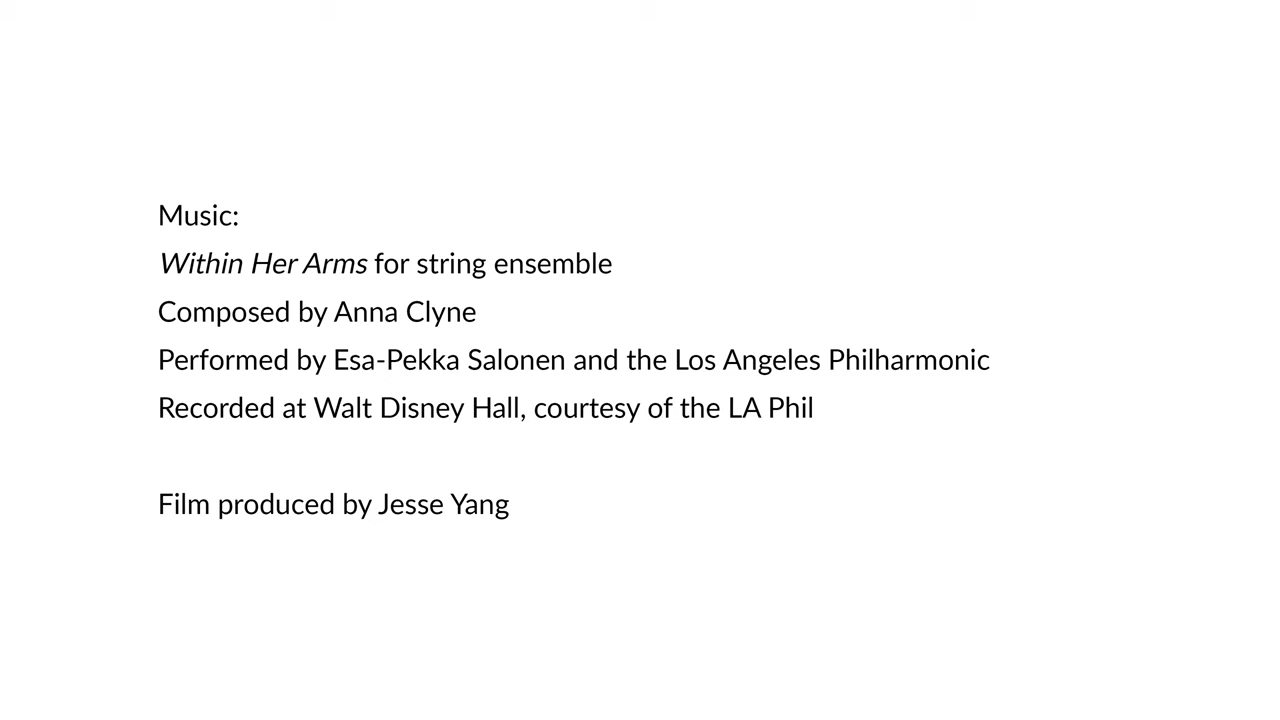 Music:
Within Her Arms for string ensemble
Composed by Anna Clyne
Performed by Esa-Pekka Salonen and the Los Angeles Philharmonic
Recorded at Walt Disney Hall, courtesy of the LA Phil
Film produced by Jesse Yang